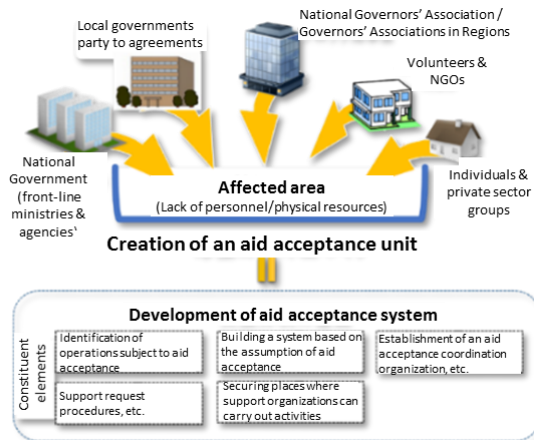 National Governors' Association /
Governors' Associations in Regions
Local governments
party to agreements
Volunteers &
NGOs
National
Government
(front-line
ministries &
agencies'
Individuals &
private sector
groups
Affected area
(Lack of personnel/physical resources)
Creation of an aid acceptance unit
Development of aid acceptance system
Constituent
elements
Identification of
operations subject to aid
acceptance
Building a system based on
the assumption of aid
acceptance
Establishment of an aid
acceptance coordination
organization, etc.
Support request
procedures, etc.
Securing places where
support organizations can
carry out activities